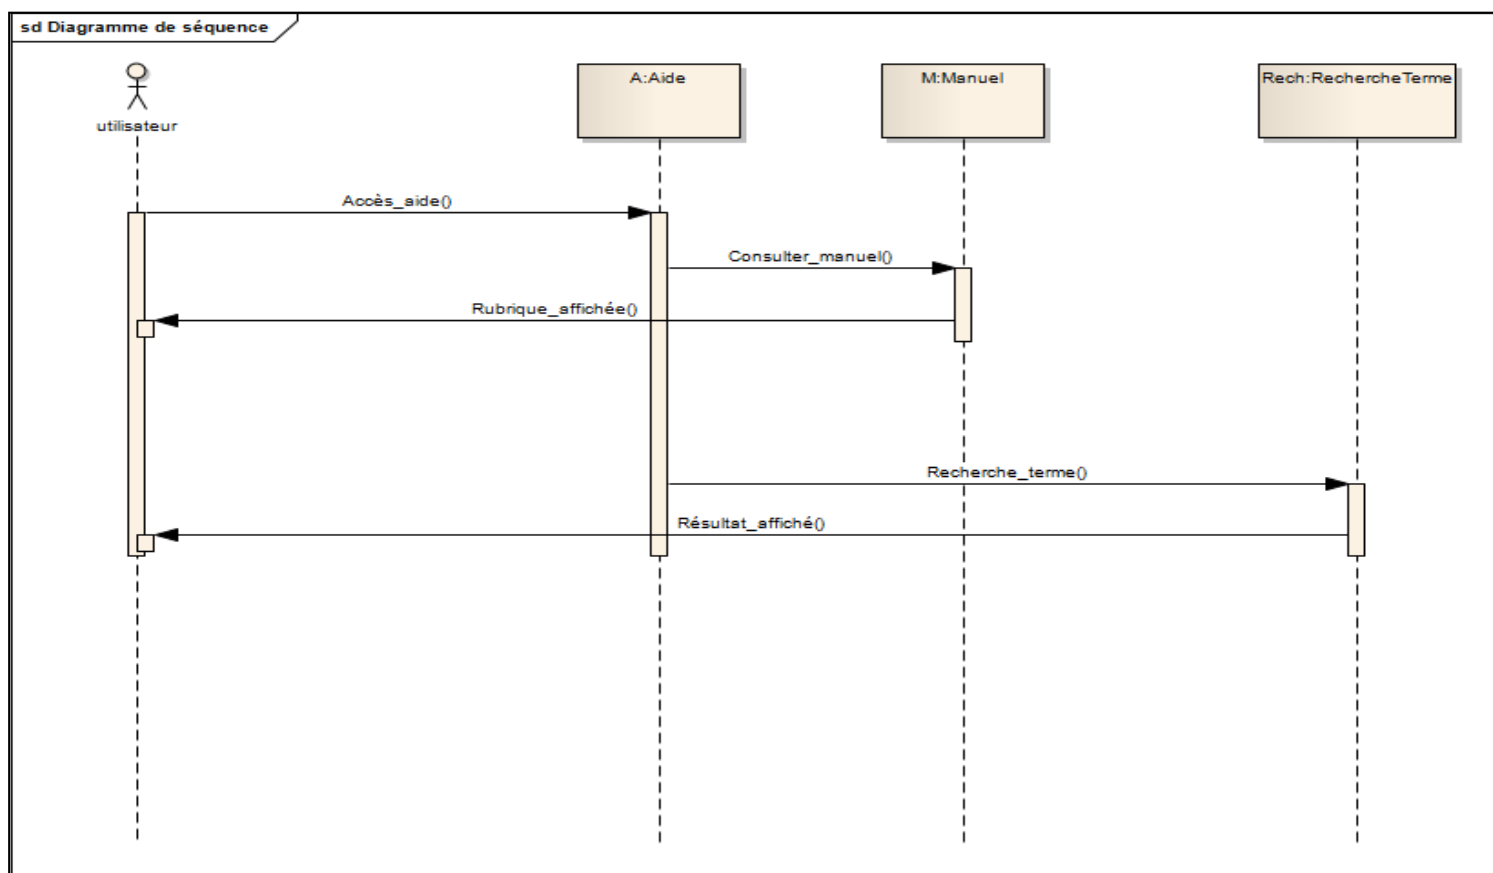 sd Diagramme de séquence
utilisateur
A:Aide
M:Manuel
Rech:RechercheTerme
Accès_aide()
Consulter_manuel()
Rubrique_affichée()
Recherche_terme()
Résultat_affiché()